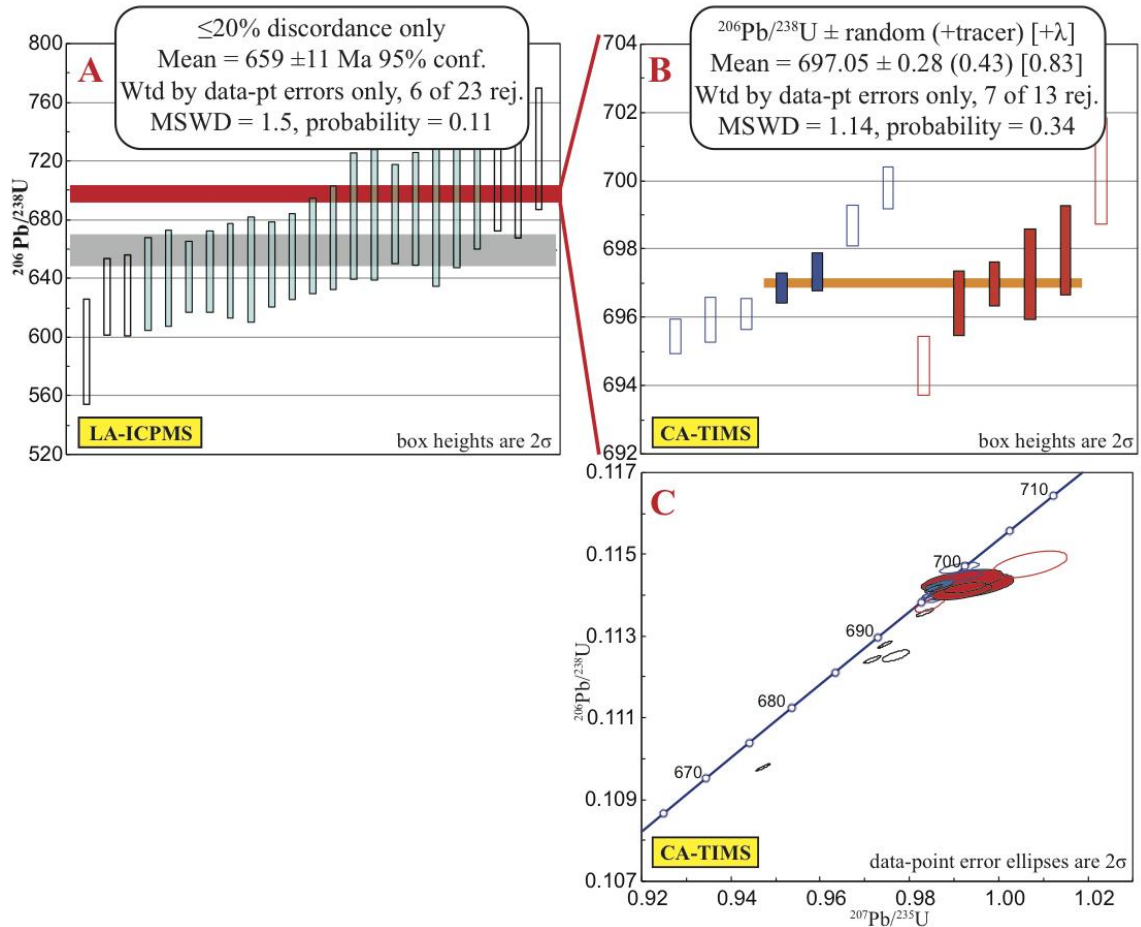 A
≤20% discordance only
Mean = 659 ±11 Ma 95% conf.
Wtd by data-pt errors only, 6 of 23 rej.
MSWD = 1.5, probability = 0.11
800
760
720
680
640
600
560
520
²⁰⁶Pb/²³⁸U
LA-ICPMS
box heights are 2σ
B
²⁰⁶Pb/²³⁸U ± random (+tracer) [+λ]
Mean = 697.05 ± 0.28 (0.43) [0.83]
Wtd by data-pt errors only, 7 of 13 rej.
MSWD = 1.14, probability = 0.34
704
702
700
698
696
694
692
CA-TIMS
box heights are 2σ
C
0.117
0.115
0.113
0.111
0.109
0.107
²⁰⁶Pb/²³⁸U
710
700
690
680
670
CA-TIMS
data-point error ellipses are 2σ
0.92 0.94 0.96 0.98 1.00 1.02
²⁰⁷Pb/²³⁵U